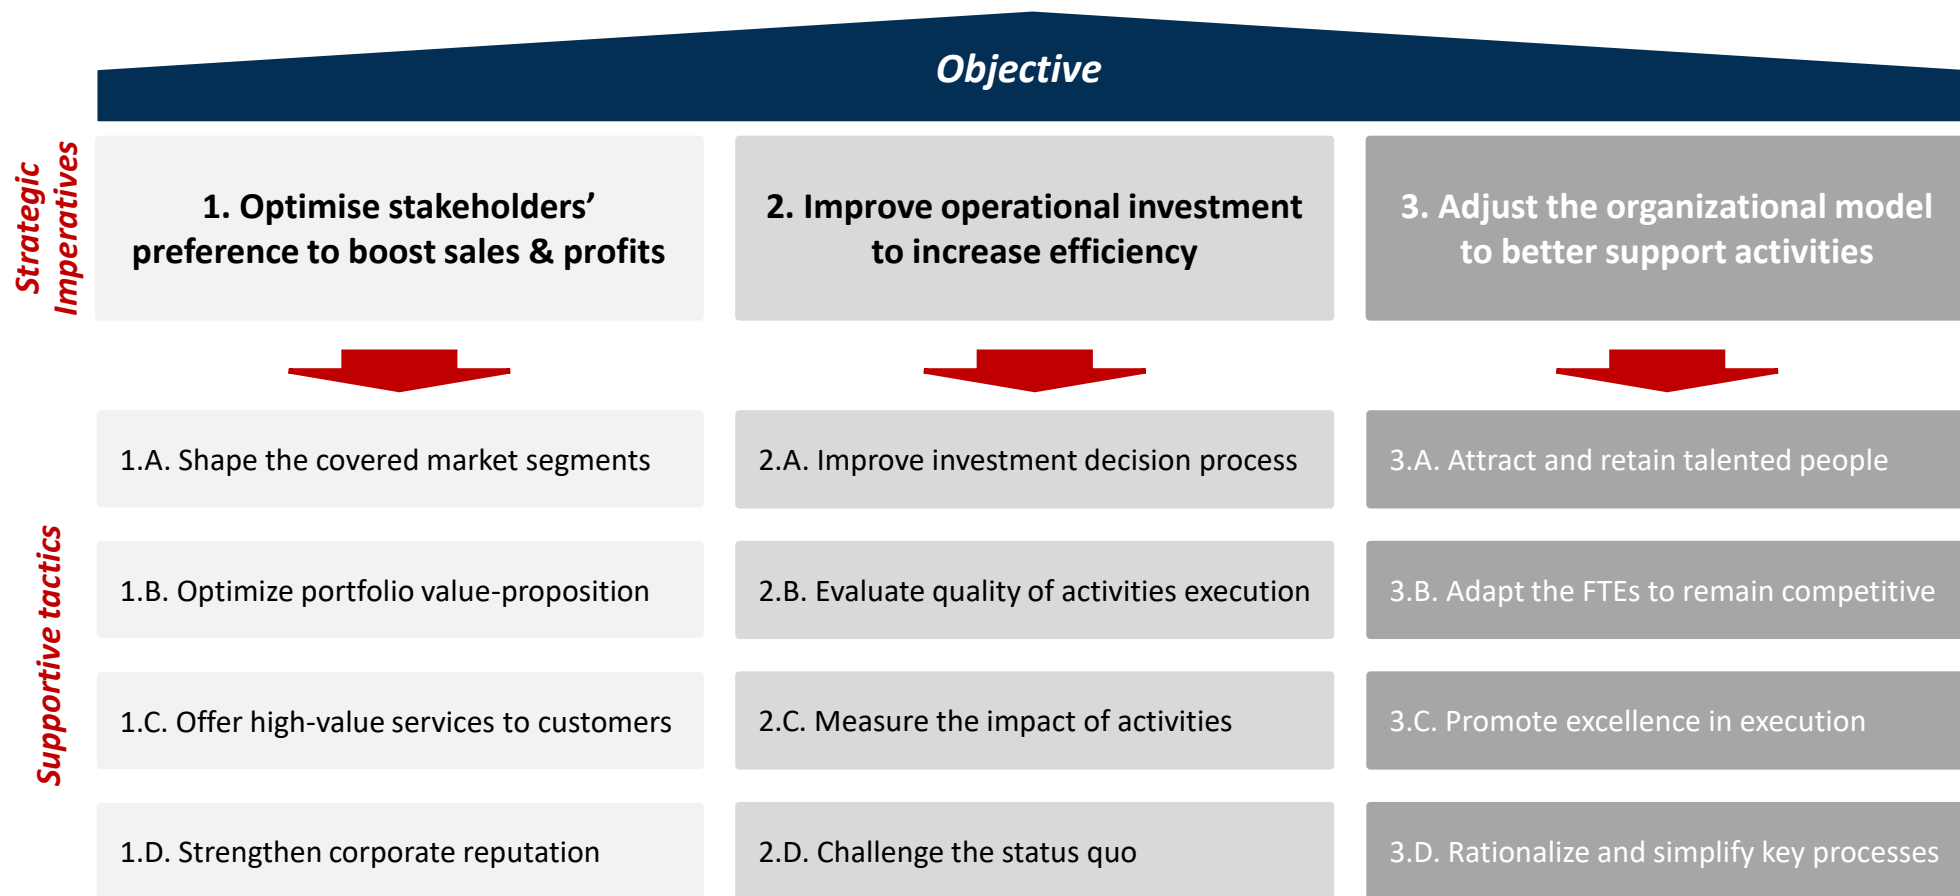 Objective
Strategic
Imperatives
1. Optimise stakeholders’
preference to boost sales & profits
2. Improve operational investment
to increase efficiency
3. Adjust the organizational model
to better support activities
Supportive tactics
1.A. Shape the covered market segments
2.A. Improve investment decision process
3.A. Attract and retain talented people
1.B. Optimize portfolio value-proposition
2.B. Evaluate quality of activities execution
3.B. Adapt the FTEs to remain competitive
1.C. Offer high-value services to customers
2.C. Measure the impact of activities
3.C. Promote excellence in execution
1.D. Strengthen corporate reputation
2.D. Challenge the status quo
3.D. Rationalize and simplify key processes